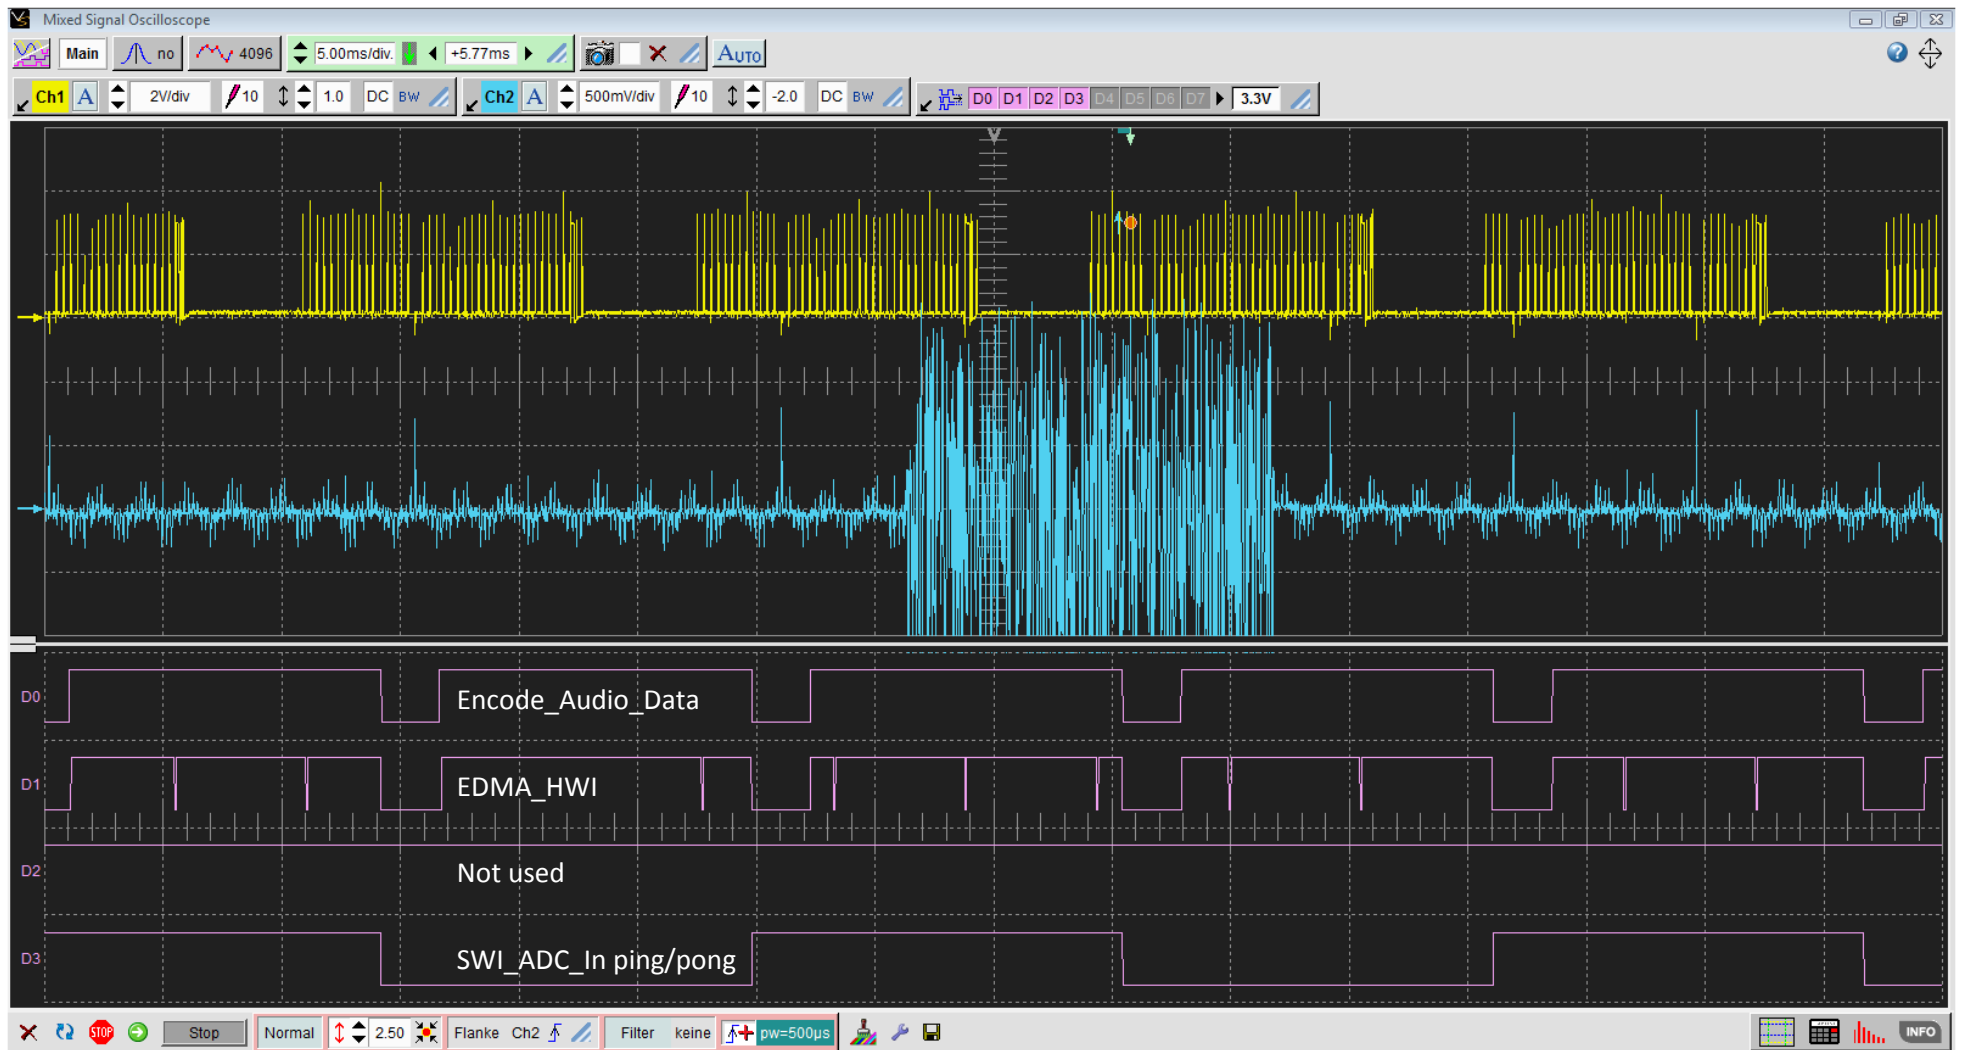 Mixed Signal Oscilloscope
Main no 4096 5.00ms/div. +5.77ms AUTO
Ch1 A 2V/div 10 1.0 DC BW Ch2 A 500mV/div 10 -2.0 DC BW D0 D1 D2 D3 D4 D5 D6 D7 3.3V
D0 Encode_Audio_Data
D1 EDMA_HWI
D2 Not used
D3 SWI_ADC_In ping/pong
STOP Stop Normal 2.50 Flanke Ch2 Filter keine pw=500µs INFO